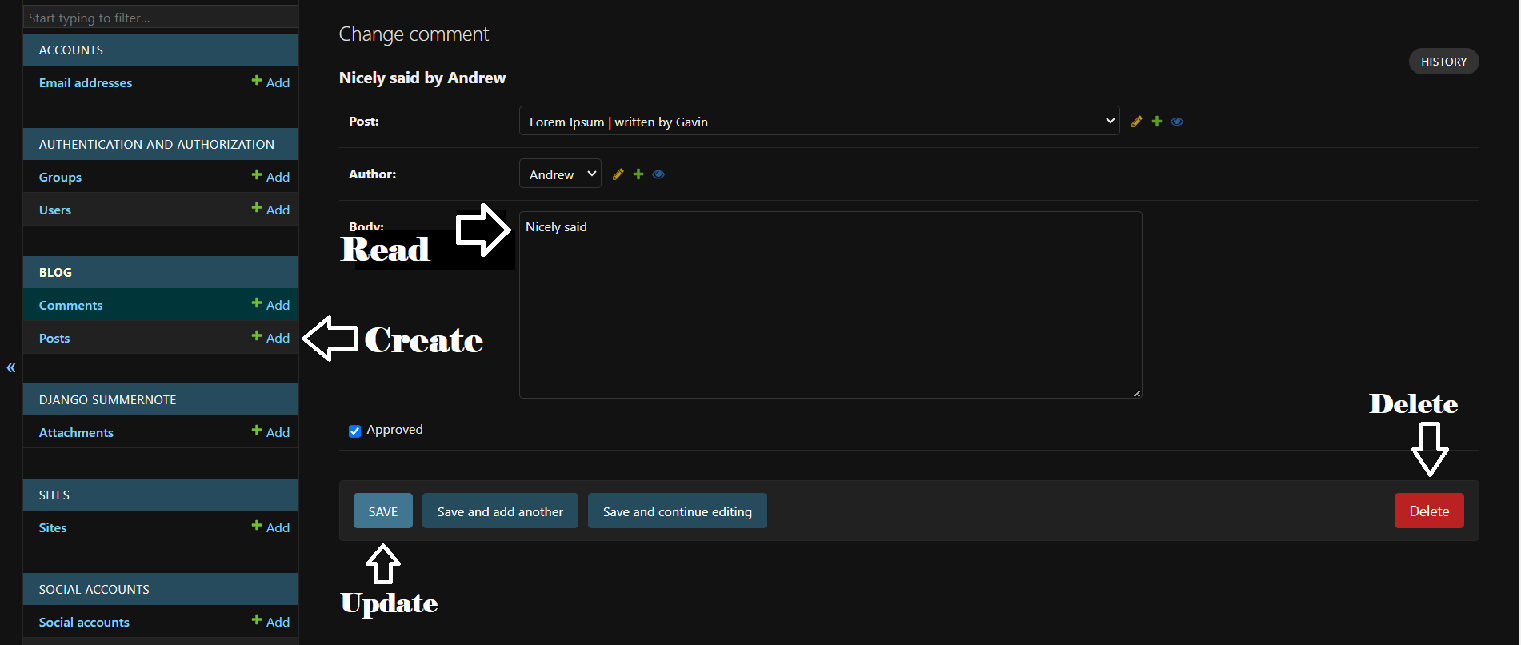 Start typing to filter...
ACCOUNTS
Email addresses + Add
AUTHENTICATION AND AUTHORIZATION
Groups + Add
Users + Add
BLOG
Comments + Add
Posts + Add
DJANGO SUMMERNOTE
Attachments + Add
SITES
Sites + Add
SOCIAL ACCOUNTS
Social accounts + Add
«
Change comment
HISTORY
Nicely said by Andrew
Post: Lorem Ipsum | written by Gavin
Author: Andrew
Body: Nicely said
Read
Create
Approved
Delete
SAVE Save and add another Save and continue editing Delete
Update